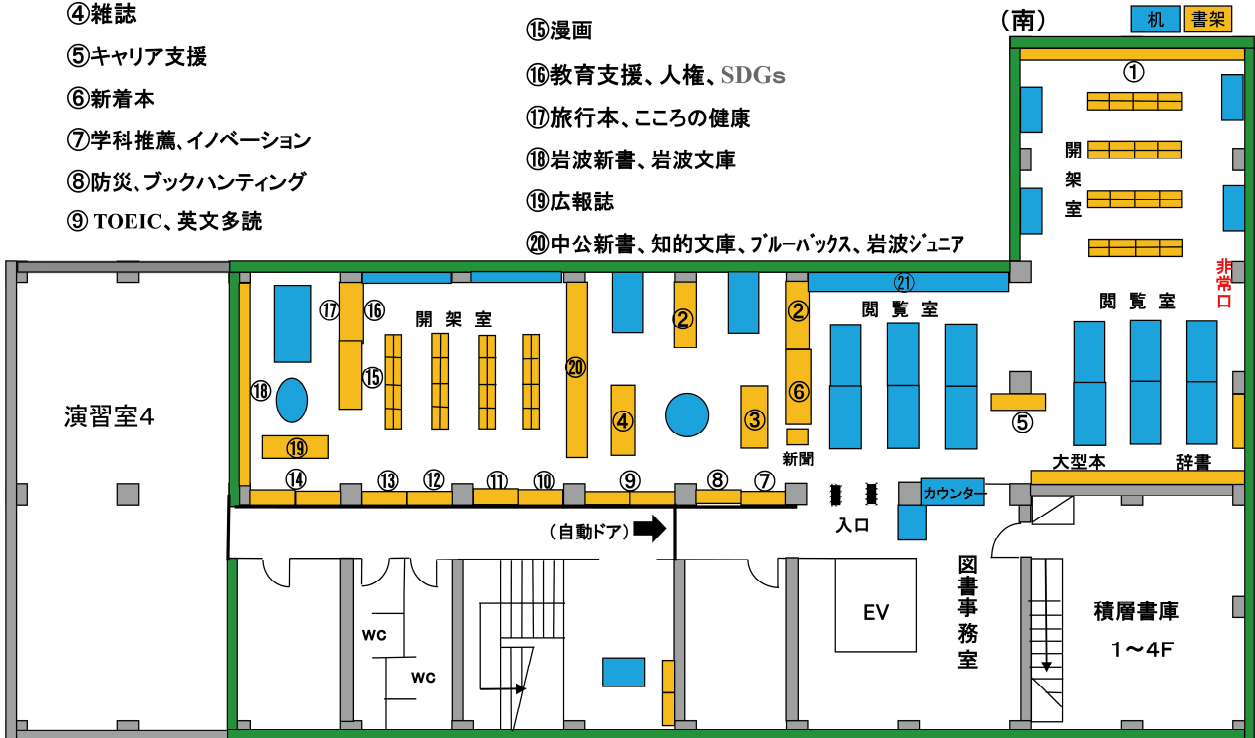 ④雑誌
⑤キャリア支援
⑥新着本
⑦学科推薦、イノベーション
⑧防災、ブックハンティング
⑨ TOEIC、英文多読
⑮漫画
⑯教育支援、人権、SDGs
⑰旅行本、こころの健康
⑱岩波新書、岩波文庫
⑲広報誌
⑳中公新書、知的文庫、ブルーバックス、岩波ジュニア
(南)
机
書架
①
開架室
非常口
閲覧室
㉑
閲覧室
②
②
⑥
新聞
③
④
⑳
開架室
⑰
⑯
⑮
⑱
⑲
⑤
大型本
辞書
⑭
⑬
⑫
⑪
⑩
⑨
⑧
⑦
演習室4
(自動ドア)
入口
カウンター
図書事務室
EV
WC
WC
積層書庫
1~4F